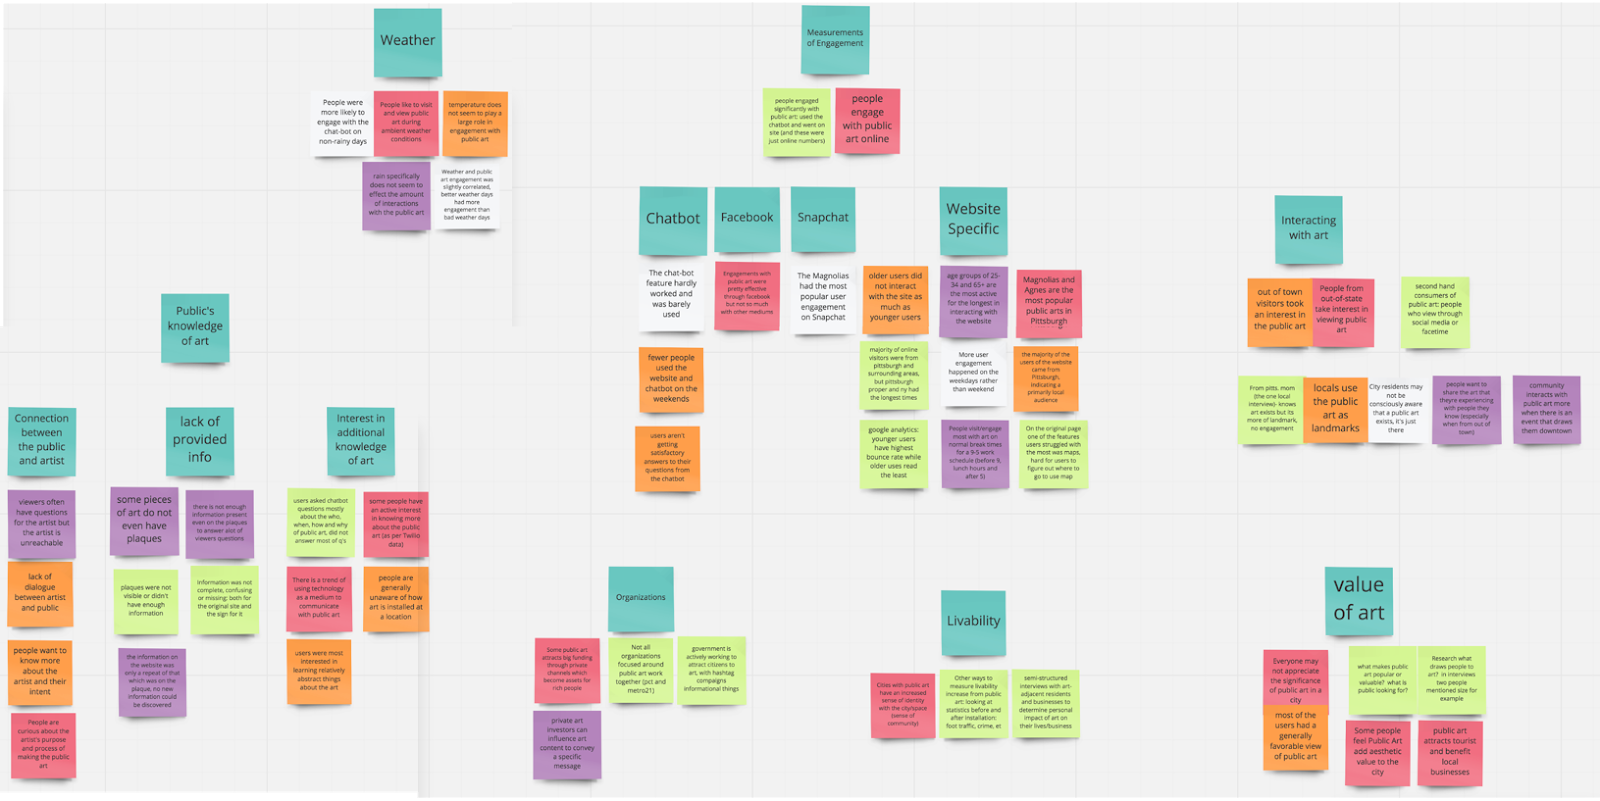 Weather
People were
more likely to
engage with the
chat-bot on
non-rainy days
People like to visit
and view public
art during
ambient weather
conditions
temperature does
not seem to play a
large role in
engagement with
public art
rain specifically
does not seem to
effect the amount
of interactions
with the public art
Weather and public
art engagement was
slightly correlated,
better weather days
had more
engagement than
bad weather days
Measurements
of Engagement
people engaged
significantly with
public art: used the
chatbot and went on
site (and these were
just online numbers)
people
engage
with public
art online
Chatbot
The chat-bot
feature hardly
worked and
was barely
used
fewer people
used the
website and
chatbot on the
weekends
users aren't
getting
satisfactory
answers to their
questions from
the chatbot
Facebook
Engagements with
public art were
pretty effective
through facebook
but not so much
with other mediums
Snapchat
The Magnolias
had the most
popular user
engagement
on Snapchat
Website
Specific
older users did
not interact
with the site as
much as
younger users
age groups of 25-
34 and 65+ are
the most active
for the longest in
interacting with
the website
Magnolias and
Agnes are the
most popular
public arts in
Pittsburgh
majority of online
visitors were from
pittsburgh and
surrounding areas,
but pittsburgh
proper and ny had
the longest times
More user
engagement
happened on the
weekdays rather
than weekend
the majority of the
users of the website
came from
Pittsburgh,
indicating a
primarily local
audience
google analytics:
younger users
have highest
bounce rate while
older uses read
the least
People visit/engage
most with art on
normal break times
for a 9-5 work
schedule (before 9,
lunch hours and
after 5)
On the original page
one of the features
users struggled with
the most was maps,
hard for users to
figure out where to
go to use map
Interacting
with art
out of town
visitors took
an interest in
the public art
People from
out-of-state
take interest in
viewing public
art
second hand
consumers of
public art: people
who view through
social media or
facetime
From pitts. mom
(the one local
interview)- knows
art exists but its
more of landmark,
no engagement
locals use
the public
art as
landmarks
City residents may
not be
consciously aware
that a public art
exists, it's just
there
people want to
share the art that
theyre experiencing
with people they
know (especially
when from out of
town)
community
interacts with
public art more
when there is an
event that draws
them downtown
Public's
knowledge
of art
Connection
between
the public
and artist
viewers often
have questions
for the artist but
the artist is
unreachable
lack of
dialogue
between artist
and public
people want to
know more
about the
artist and their
intent
People are
curious about the
artist's purpose
and process of
making the public
art
lack of
provided
info
some pieces
of art do not
even have
plaques
there is not enough
information present
even on the plaques
to answer alot of
viewers questions
plaques were not
visible or didn't
have enough
information
Information was not
complete, confusing
or missing: both for
the original site and
the sign for it
the information on
the website was
only a repeat of that
which was on the
plaque, no new
information could
be discovered
Interest in
additional
knowledge
of art
users asked chatbot
questions mostly
about the who,
when, how and why
of public art, did not
answer most of q's
some people have
an active interest
in knowing more
about the public
art (as per Twilio
data)
There is a trend of
using technology
as a medium to
communicate
with public art
people are
generally
unaware of how
art is installed at
a location
users were most
interested in
learning relatively
abstract things
about the art
Organizations
Some public art
attracts big funding
through private
channels which
become assets for
rich people
Not all
organizations
focused around
public art work
together (pct and
metro21)
government is
actively working to
attract citizens to
art, with hashtag
campaigns
informational things
private art
investors can
influence art
content to convey
a specific
message
Livability
Cities with public art
have an increased
sense of identity
with the city/space
(sense of
community)
Other ways to
measure livability
increase from public
art: looking at
statistics before and
after installation:
foot traffic, crime, et
semi-structured
interviews with art-
adjacent residents
and businesses to
determine personal
impact of art on
their lives/business
value
of art
Everyone may
not appreciate
the significance
of public art in a
city
what makes public
art popular or
valuable? what is
public looking for?
Research what
draws people to
art? in interviews
two people
mentioned size for
example
most of the
users had a
generally
favorable view
of public art
Some people
feel Public Art
add aesthetic
value to the
city
public art
attracts tourist
and benefit
local
businesses